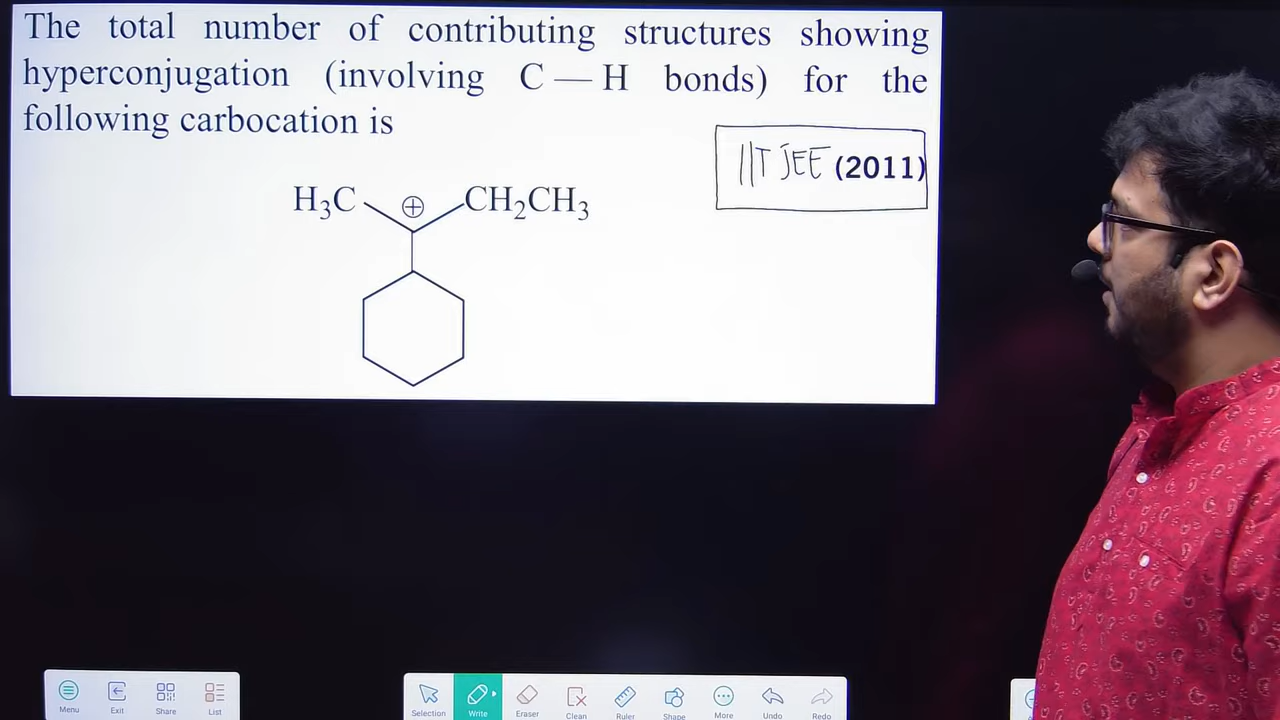 The total number of contributing structures showing
hyperconjugation (involving C — H bonds) for the
following carbocation is
IIT JEE (2011)
H₃C ⊕ CH₂CH₃
Menu Exit Share List
Selection Write Eraser Clean Ruler Shape More Undo Redo